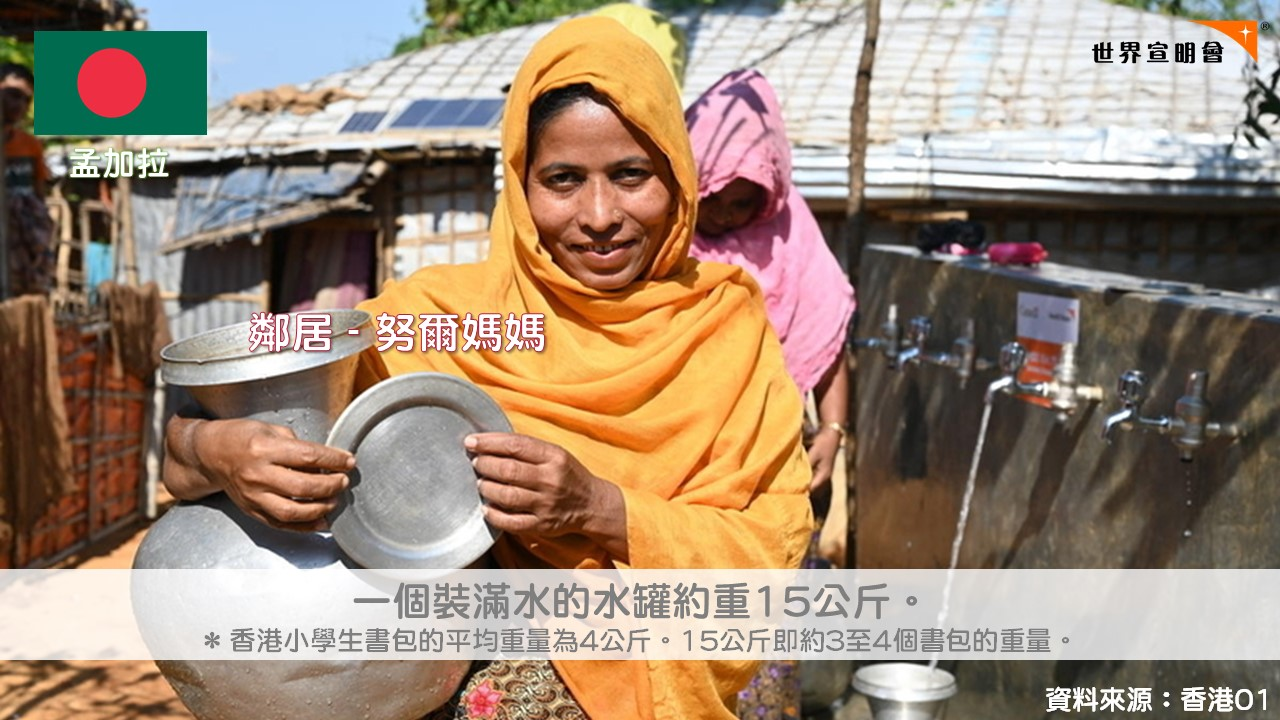 世界宣明會
孟加拉
鄰居 - 努爾媽媽
一個裝滿水的水罐約重15公斤。
* 香港小學生書包的平均重量為4公斤。15公斤即約3至4個書包的重量。
資料來源：香港01